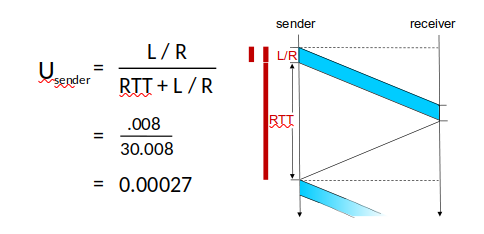 sender receiver
U sender = L / R
RTT + L / R
= .008
30.008
= 0.00027
L/R
RTT